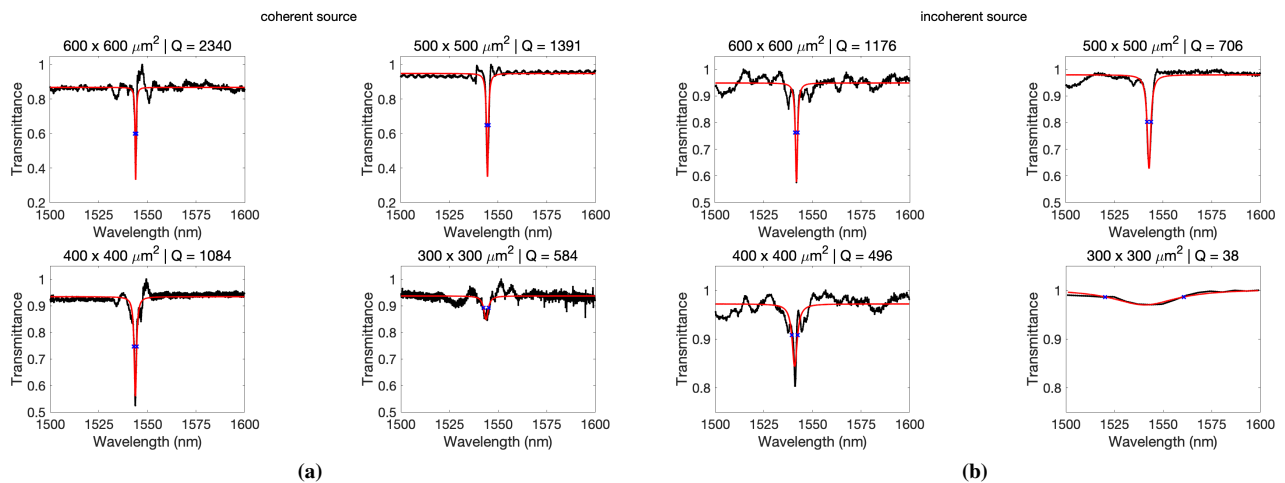 coherent source
600 x 600 μm² | Q = 2340
1
0.8
0.6
0.4
0.2
Transmittance
1500 1525 1550 1575 1600
Wavelength (nm)
500 x 500 μm² | Q = 1391
1
0.8
0.6
0.4
0.2
Transmittance
1500 1525 1550 1575 1600
Wavelength (nm)
400 x 400 μm² | Q = 1084
1
0.9
0.8
0.7
0.6
0.5
Transmittance
1500 1525 1550 1575 1600
Wavelength (nm)
300 x 300 μm² | Q = 584
1
0.9
0.8
0.7
0.6
0.5
Transmittance
1500 1525 1550 1575 1600
Wavelength (nm)
(a)
incoherent source
600 x 600 μm² | Q = 1176
1
0.9
0.8
0.7
0.6
0.5
Transmittance
1500 1525 1550 1575 1600
Wavelength (nm)
500 x 500 μm² | Q = 706
1
0.9
0.8
0.7
0.6
0.5
Transmittance
1500 1525 1550 1575 1600
Wavelength (nm)
400 x 400 μm² | Q = 496
1
0.9
0.8
Transmittance
1500 1525 1550 1575 1600
Wavelength (nm)
300 x 300 μm² | Q = 38
1
0.9
0.8
Transmittance
1500 1525 1550 1575 1600
Wavelength (nm)
(b)